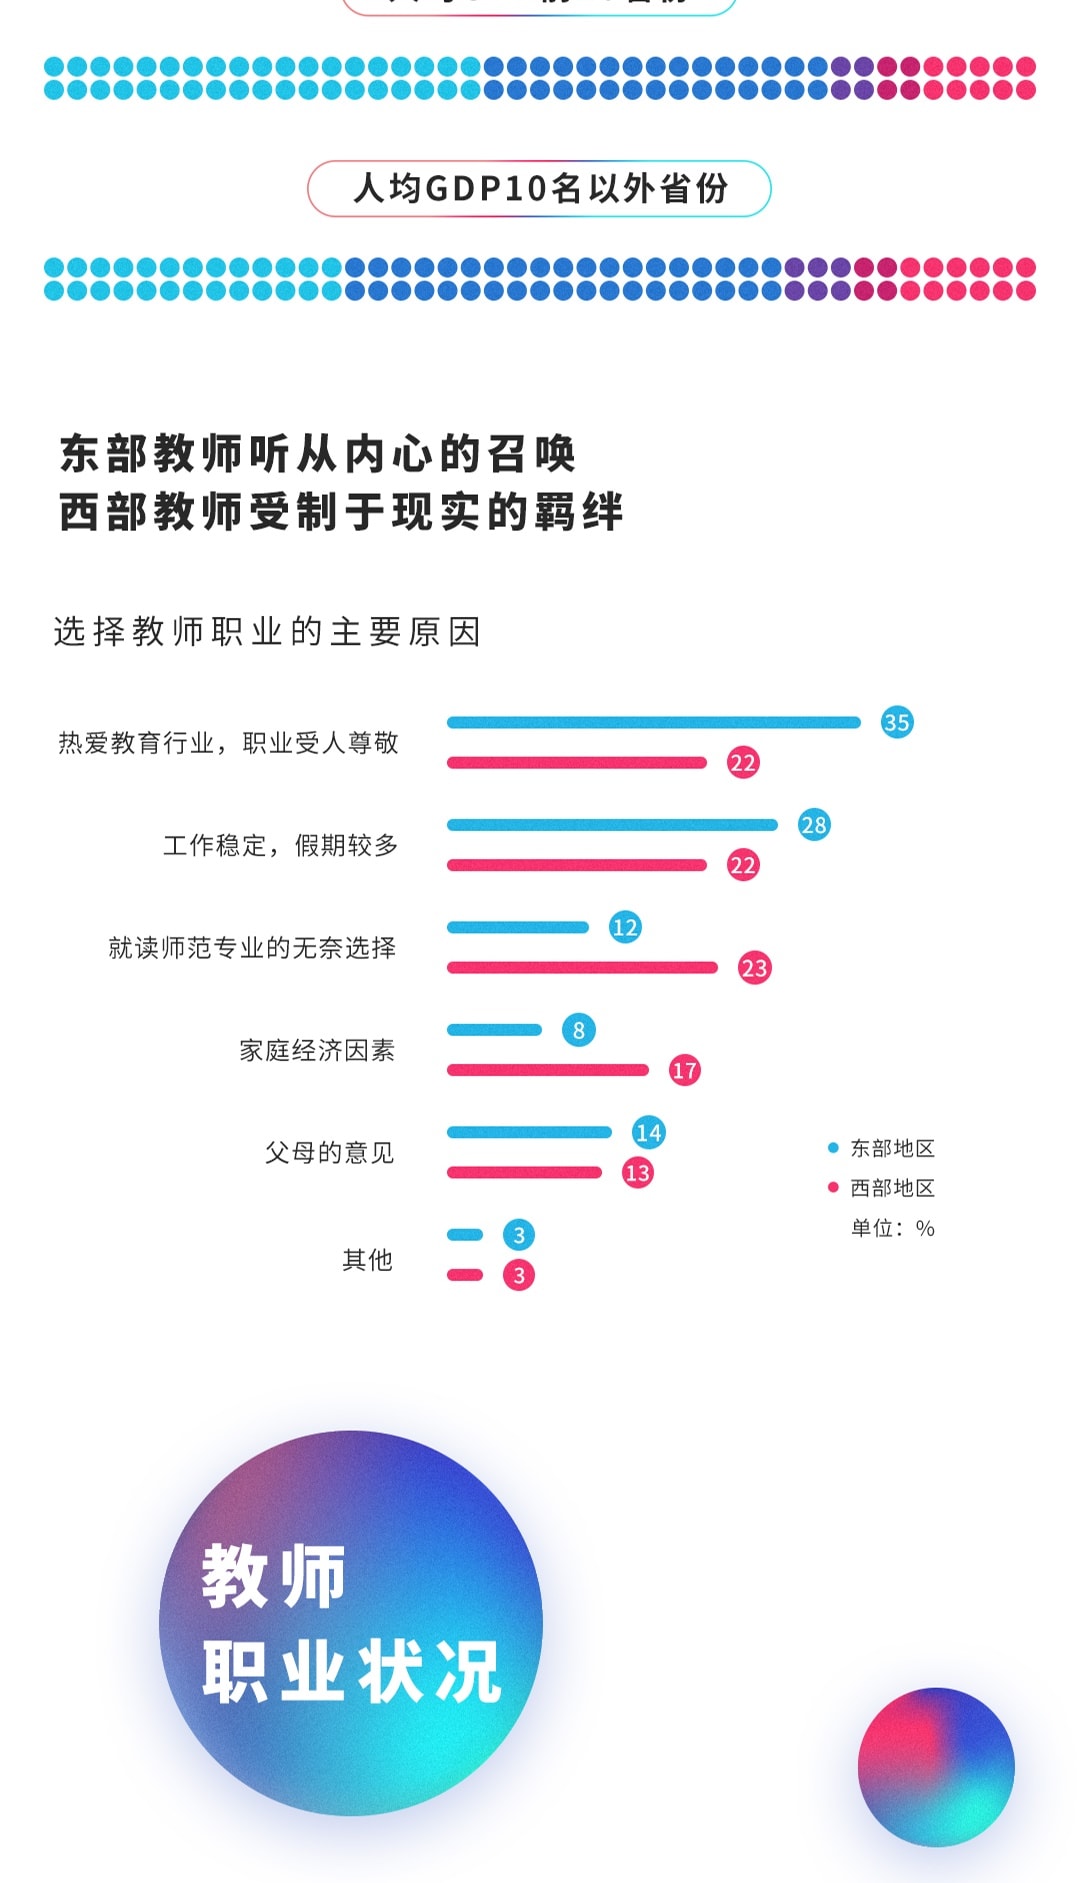 人均GDP10名以外省份
东部教师听从内心的召唤
西部教师受制于现实的羁绊
选择教师职业的主要原因
热爱教育行业，职业受人尊敬
35
22
工作稳定，假期较多
28
22
就读师范专业的无奈选择
12
23
家庭经济因素
8
17
父母的意见
14
13
东部地区
西部地区
单位：%
其他
3
3
教师
职业状况